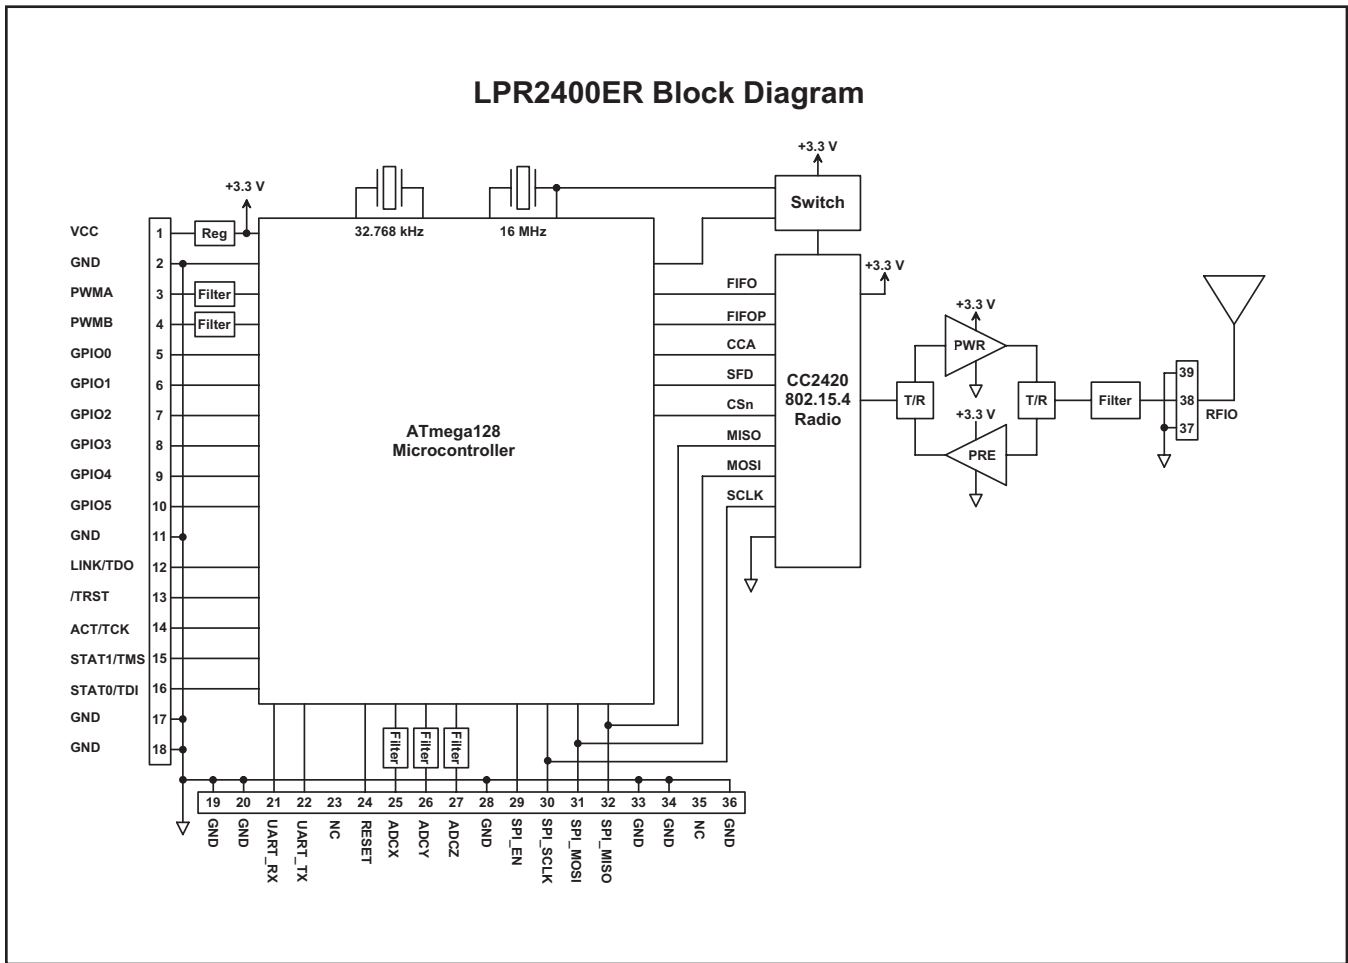 LPR2400ER Block Diagram
+3.3 V
+3.3 V
Switch
32.768 kHz
16 MHz
VCC 1 Reg
GND 2
PWMA 3 Filter
PWMB 4 Filter
GPIO0 5
GPIO1 6
GPIO2 7
GPIO3 8
GPIO4 9
GPIO5 10
GND 11
LINK/TDO 12
/TRST 13
ACT/TCK 14
STAT1/TMS 15
STAT0/TDI 16
GND 17
GND 18
ATmega128
Microcontroller
FIFO
FIFOP
CCA
SFD
CSn
MISO
MOSI
SCLK
CC2420
802.15.4
Radio
+3.3 V
+3.3 V
PWR
T/R
+3.3 V
PRE
T/R
Filter
39
38
37
RFIO
Filter
Filter
Filter
19 20 21 22 23 24 25 26 27 28 29 30 31 32 33 34 35 36
GND
GND
UART_RX
UART_TX
NC
RESET
ADCX
ADCY
ADCZ
GND
SPI_EN
SPI_SCLK
SPI_MOSI
SPI_MISO
GND
GND
NC
GND